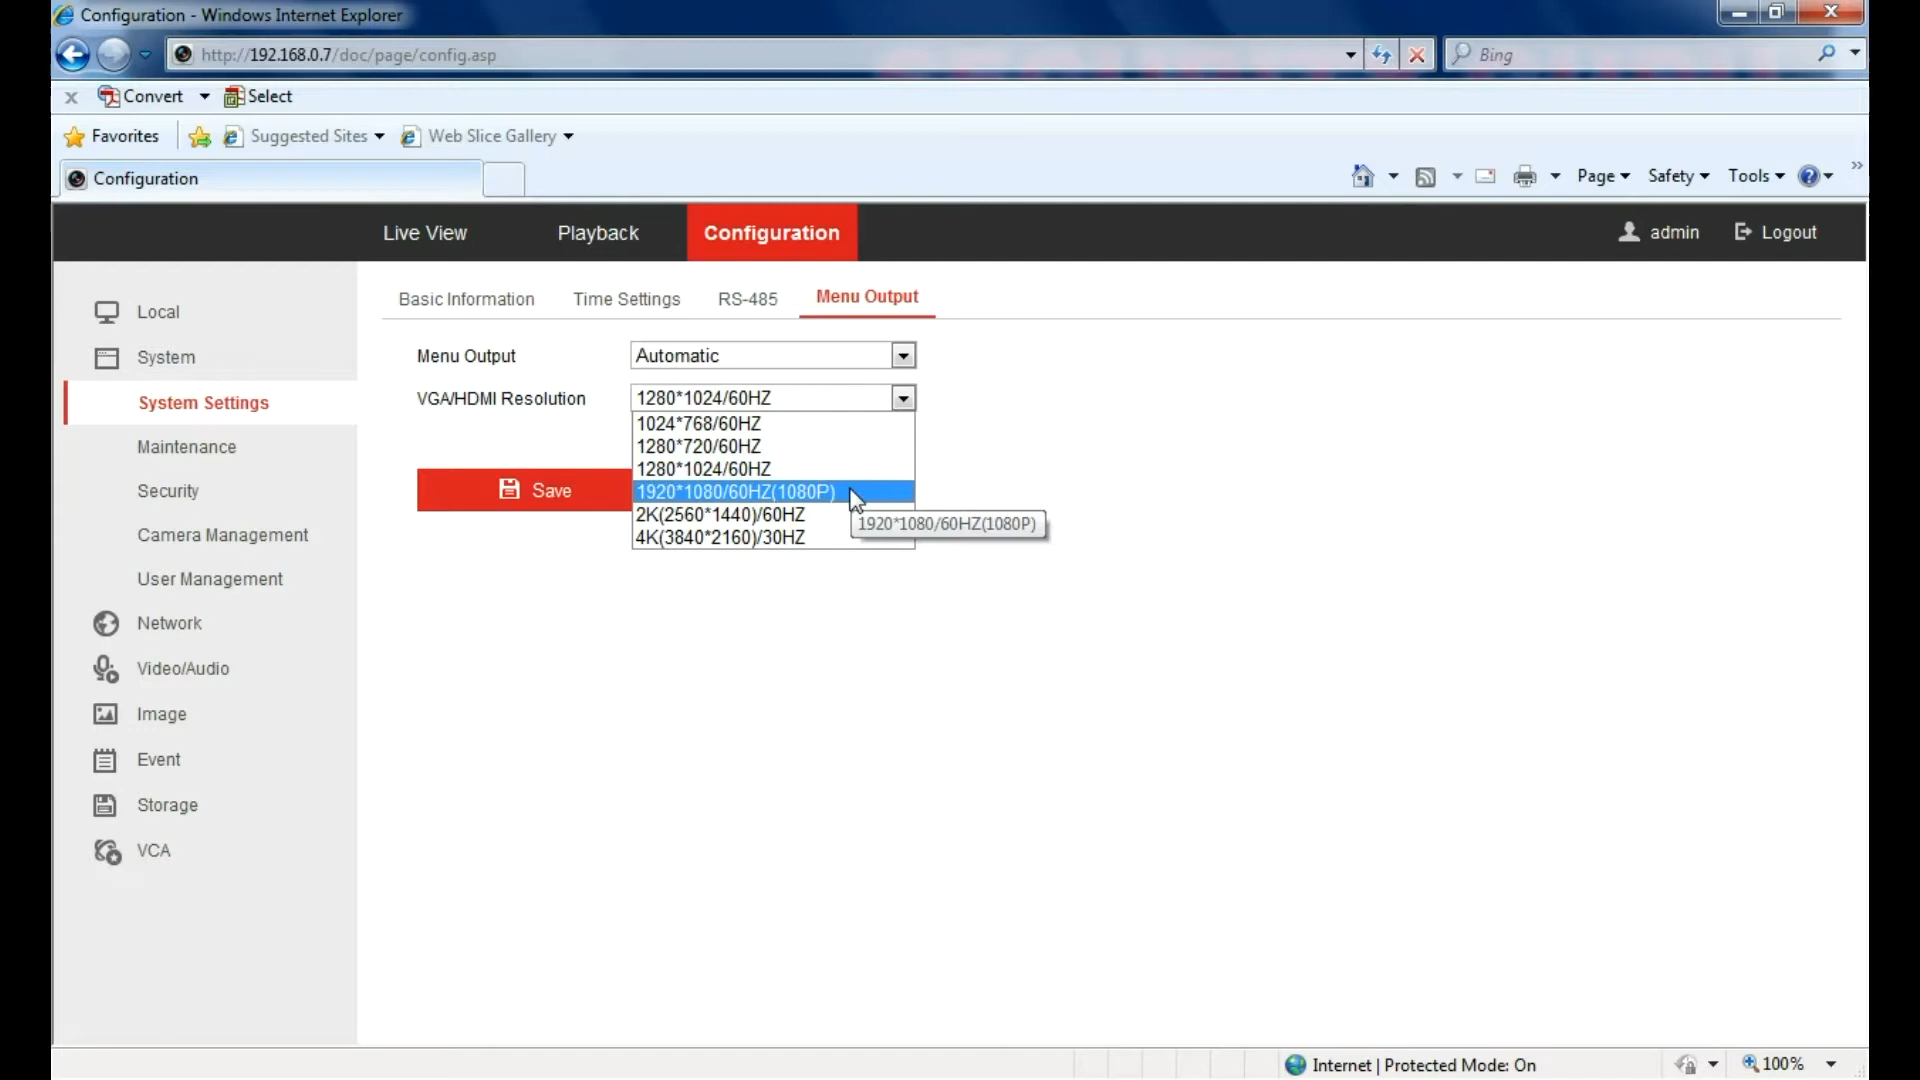 Configuration - Windows Internet Explorer
http://192.168.0.7/doc/page/config.asp
Bing
x Convert Select
Favorites Suggested Sites Web Slice Gallery
Configuration
Page Safety Tools »
Live View Playback Configuration admin Logout
Basic Information Time Settings RS-485 Menu Output
Local
System
System Settings
Maintenance
Security
Camera Management
User Management
Network
Video/Audio
Image
Event
Storage
VCA
Menu Output Automatic
VGA/HDMI Resolution 1280*1024/60HZ
1024*768/60HZ
1280*720/60HZ
1280*1024/60HZ
1920*1080/60HZ(1080P)
2K(2560*1440)/60HZ
4K(3840*2160)/30HZ
1920*1080/60HZ(1080P)
Save
Internet | Protected Mode: On 100%